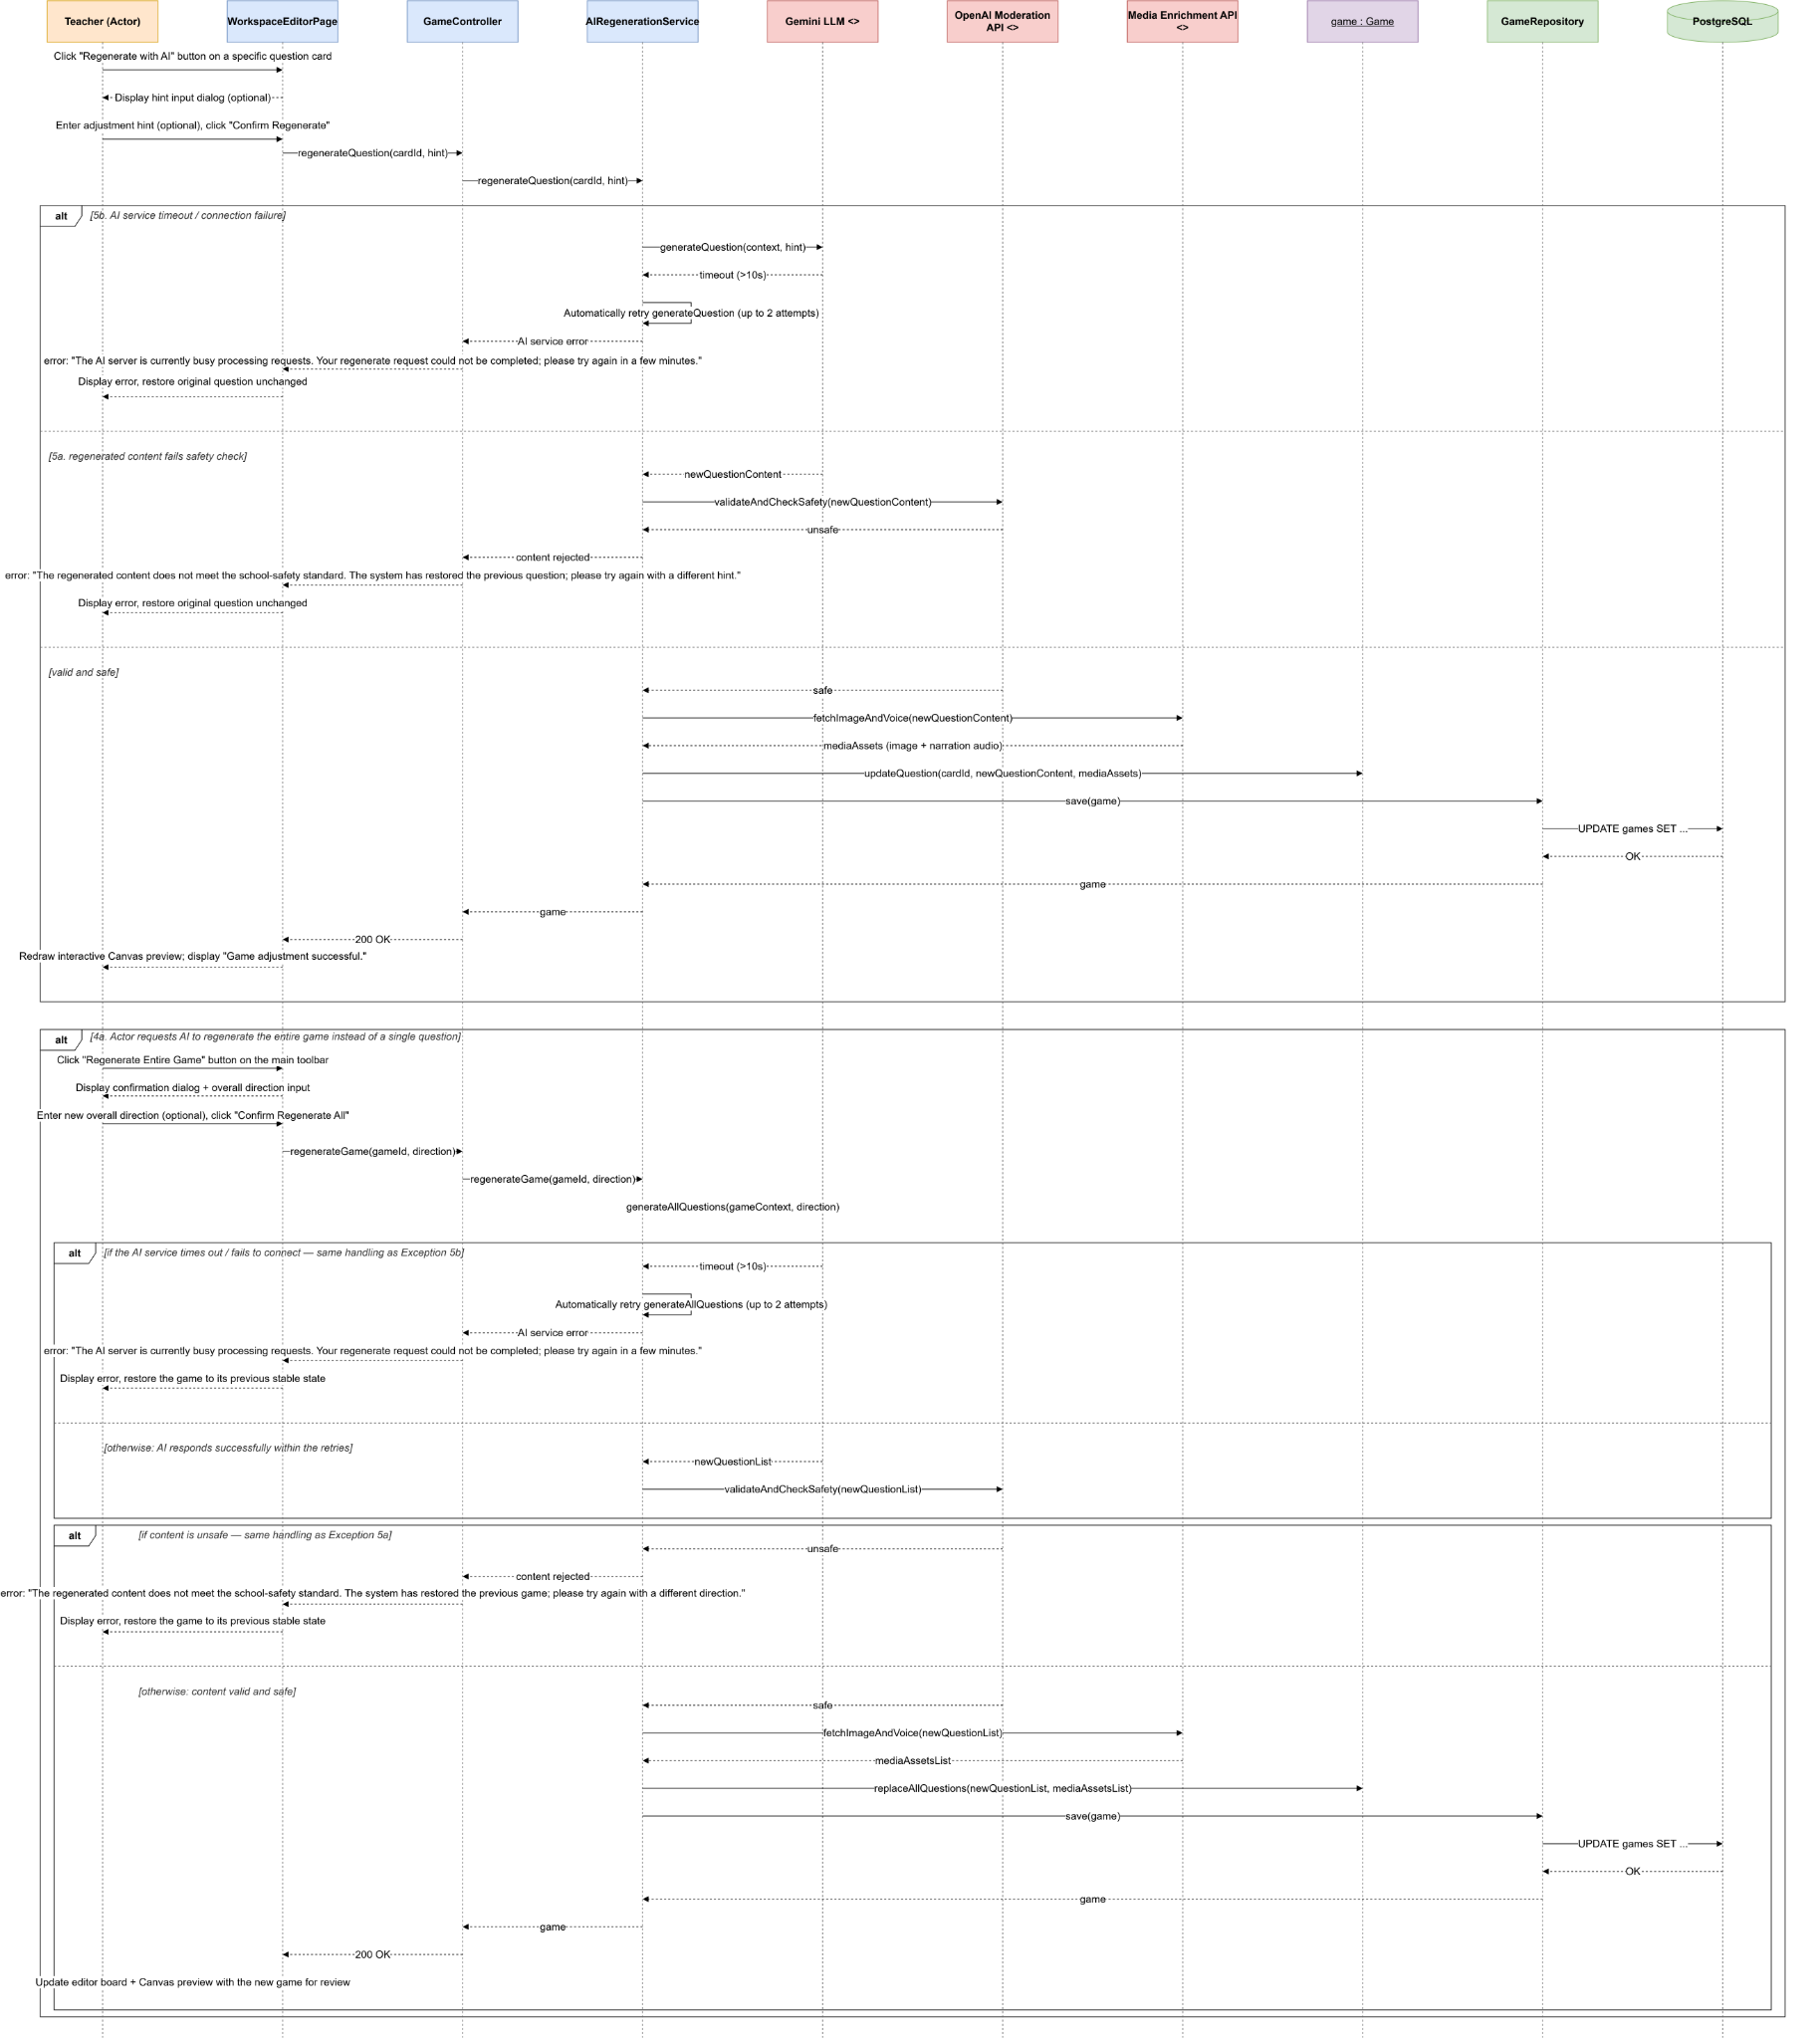 Teacher (Actor)
WorkspaceEditorPage
GameController
AIRegenerationService
Gemini LLM <>
OpenAI Moderation
API <>
Media Enrichment API
<>
game : Game
GameRepository
PostgreSQL
Click "Regenerate with AI" button on a specific question card
Display hint input dialog (optional)
Enter adjustment hint (optional), click "Confirm Regenerate"
regenerateQuestion(cardId, hint)
regenerateQuestion(cardId, hint)
alt
[5b. AI service timeout / connection failure]
generateQuestion(context, hint)
timeout (>10s)
Automatically retry generateQuestion (up to 2 attempts)
AI service error
error: "The AI server is currently busy processing requests. Your regenerate request could not be completed; please try again in a few minutes."
Display error, restore original question unchanged
[5a. regenerated content fails safety check]
newQuestionContent
validateAndCheckSafety(newQuestionContent)
unsafe
content rejected
error: "The regenerated content does not meet the school-safety standard. The system has restored the previous question; please try again with a different hint."
Display error, restore original question unchanged
[valid and safe]
safe
fetchImageAndVoice(newQuestionContent)
mediaAssets (image + narration audio)
updateQuestion(cardId, newQuestionContent, mediaAssets)
save(game)
UPDATE games SET ...
OK
game
game
200 OK
Redraw interactive Canvas preview; display "Game adjustment successful."
alt
[4a. Actor requests AI to regenerate the entire game instead of a single question]
Click "Regenerate Entire Game" button on the main toolbar
Display confirmation dialog + overall direction input
Enter new overall direction (optional), click "Confirm Regenerate All"
regenerateGame(gameId, direction)
regenerateGame(gameId, direction)
generateAllQuestions(gameContext, direction)
alt
[if the AI service times out / fails to connect — same handling as Exception 5b]
timeout (>10s)
Automatically retry generateAllQuestions (up to 2 attempts)
AI service error
error: "The AI server is currently busy processing requests. Your regenerate request could not be completed; please try again in a few minutes."
Display error, restore the game to its previous stable state
[otherwise: AI responds successfully within the retries]
newQuestionList
validateAndCheckSafety(newQuestionList)
alt
[if content is unsafe — same handling as Exception 5a]
unsafe
content rejected
error: "The regenerated content does not meet the school-safety standard. The system has restored the previous game; please try again with a different direction."
Display error, restore the game to its previous stable state
[otherwise: content valid and safe]
safe
fetchImageAndVoice(newQuestionList)
mediaAssetsList
replaceAllQuestions(newQuestionList, mediaAssetsList)
save(game)
UPDATE games SET ...
OK
game
game
200 OK
Update editor board + Canvas preview with the new game for review